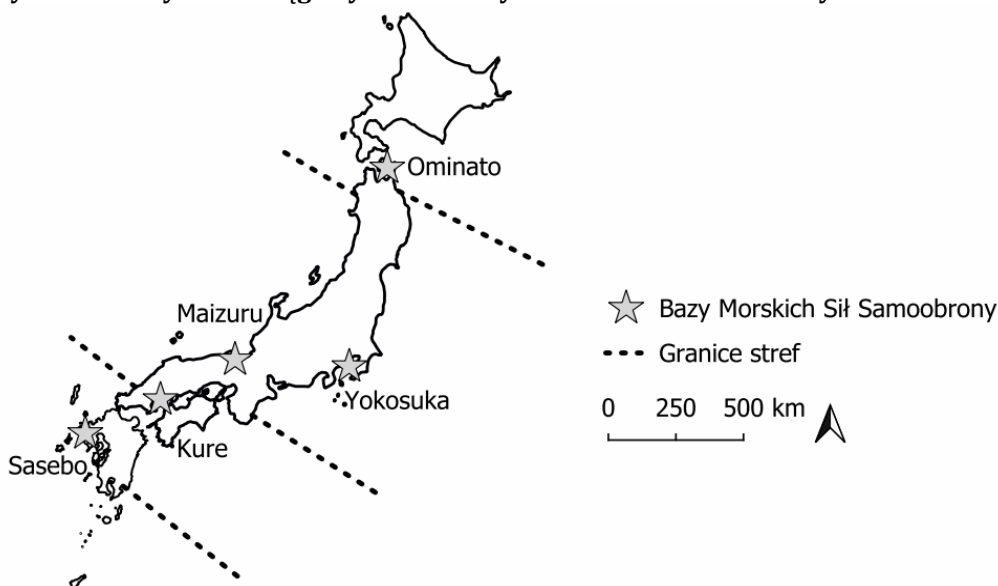 Ominato
Maizuru
Yokosuka
Kure
Sasebo
Bazy Morskich Sił Samoobrony
Granice stref
0 250 500 km